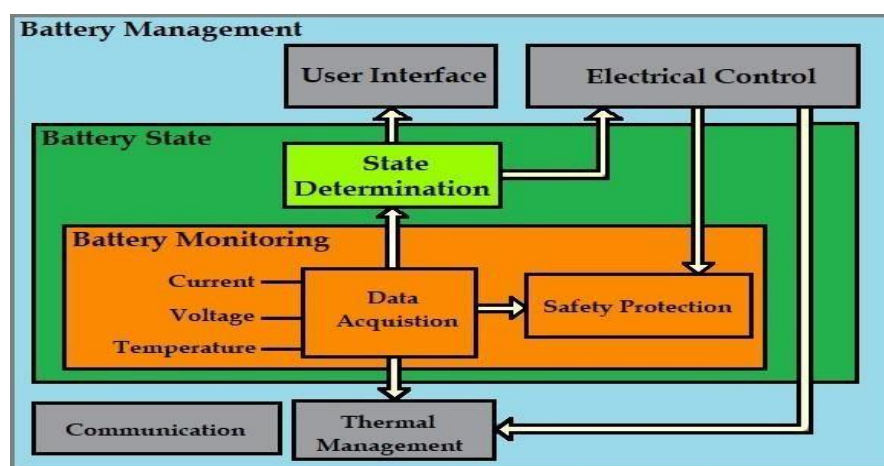 Battery Management
User Interface
Electrical Control
Battery State
State
Determination
Battery Monitoring
Current
Voltage
Temperature
Data
Acquistion
Safety Protection
Communication
Thermal
Management